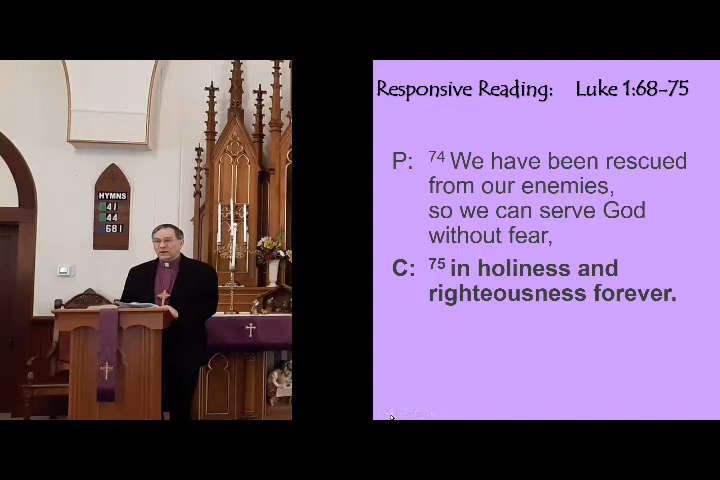 HYMNS
41
44
681
Responsive Reading: Luke 1:68-75
P: 74 We have been rescued
from our enemies,
so we can serve God
without fear,
C: 75 in holiness and
righteousness forever.